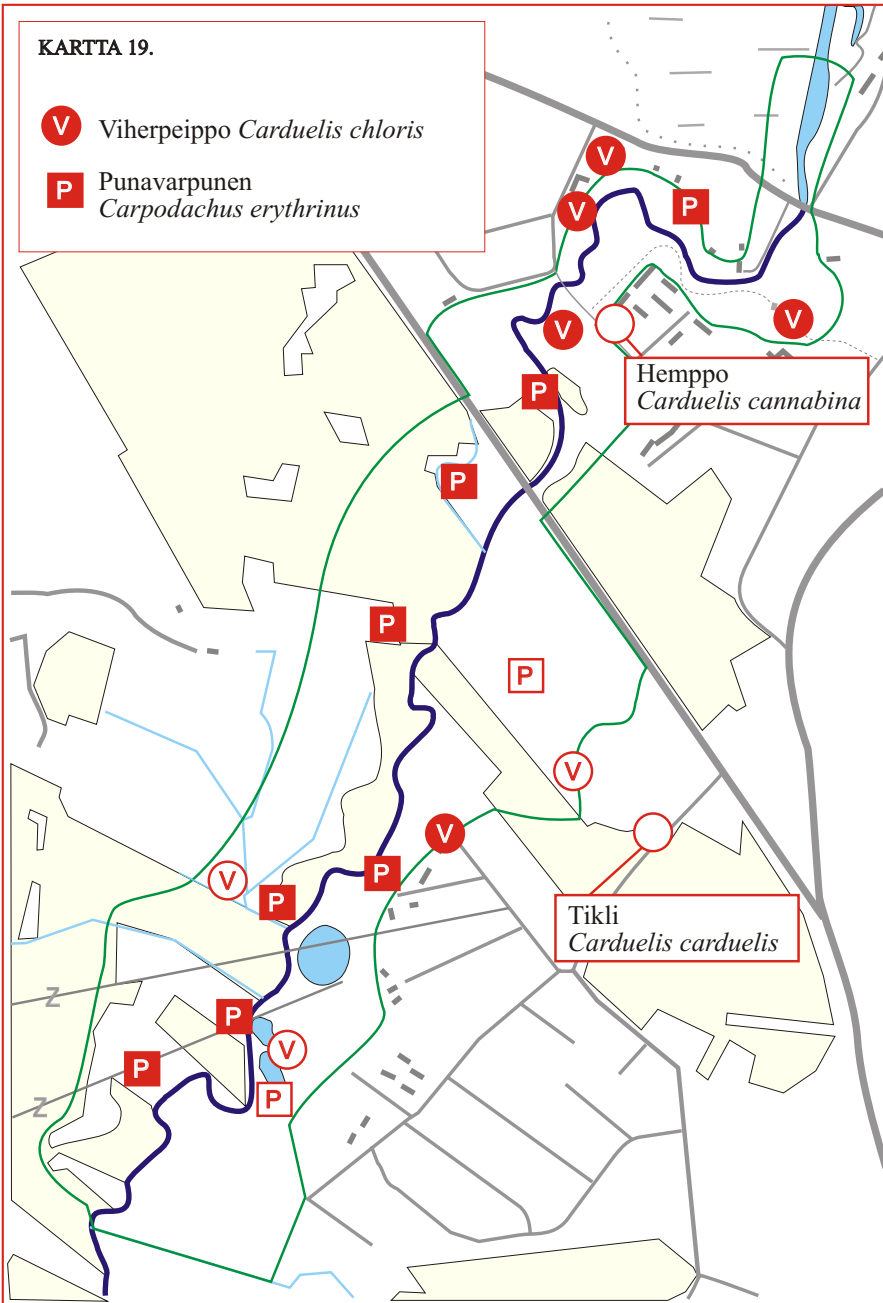 KARTTA 19.
V Viherpeippo Carduelis chloris
P Punavarpunen
Carpodachus erythrinus
V
V
P
V
V
Hemppo
Carduelis cannabina
P
P
P
P
V
V
P
V
P
Tikli
Carduelis carduelis
Z
P
V
P
P
Z